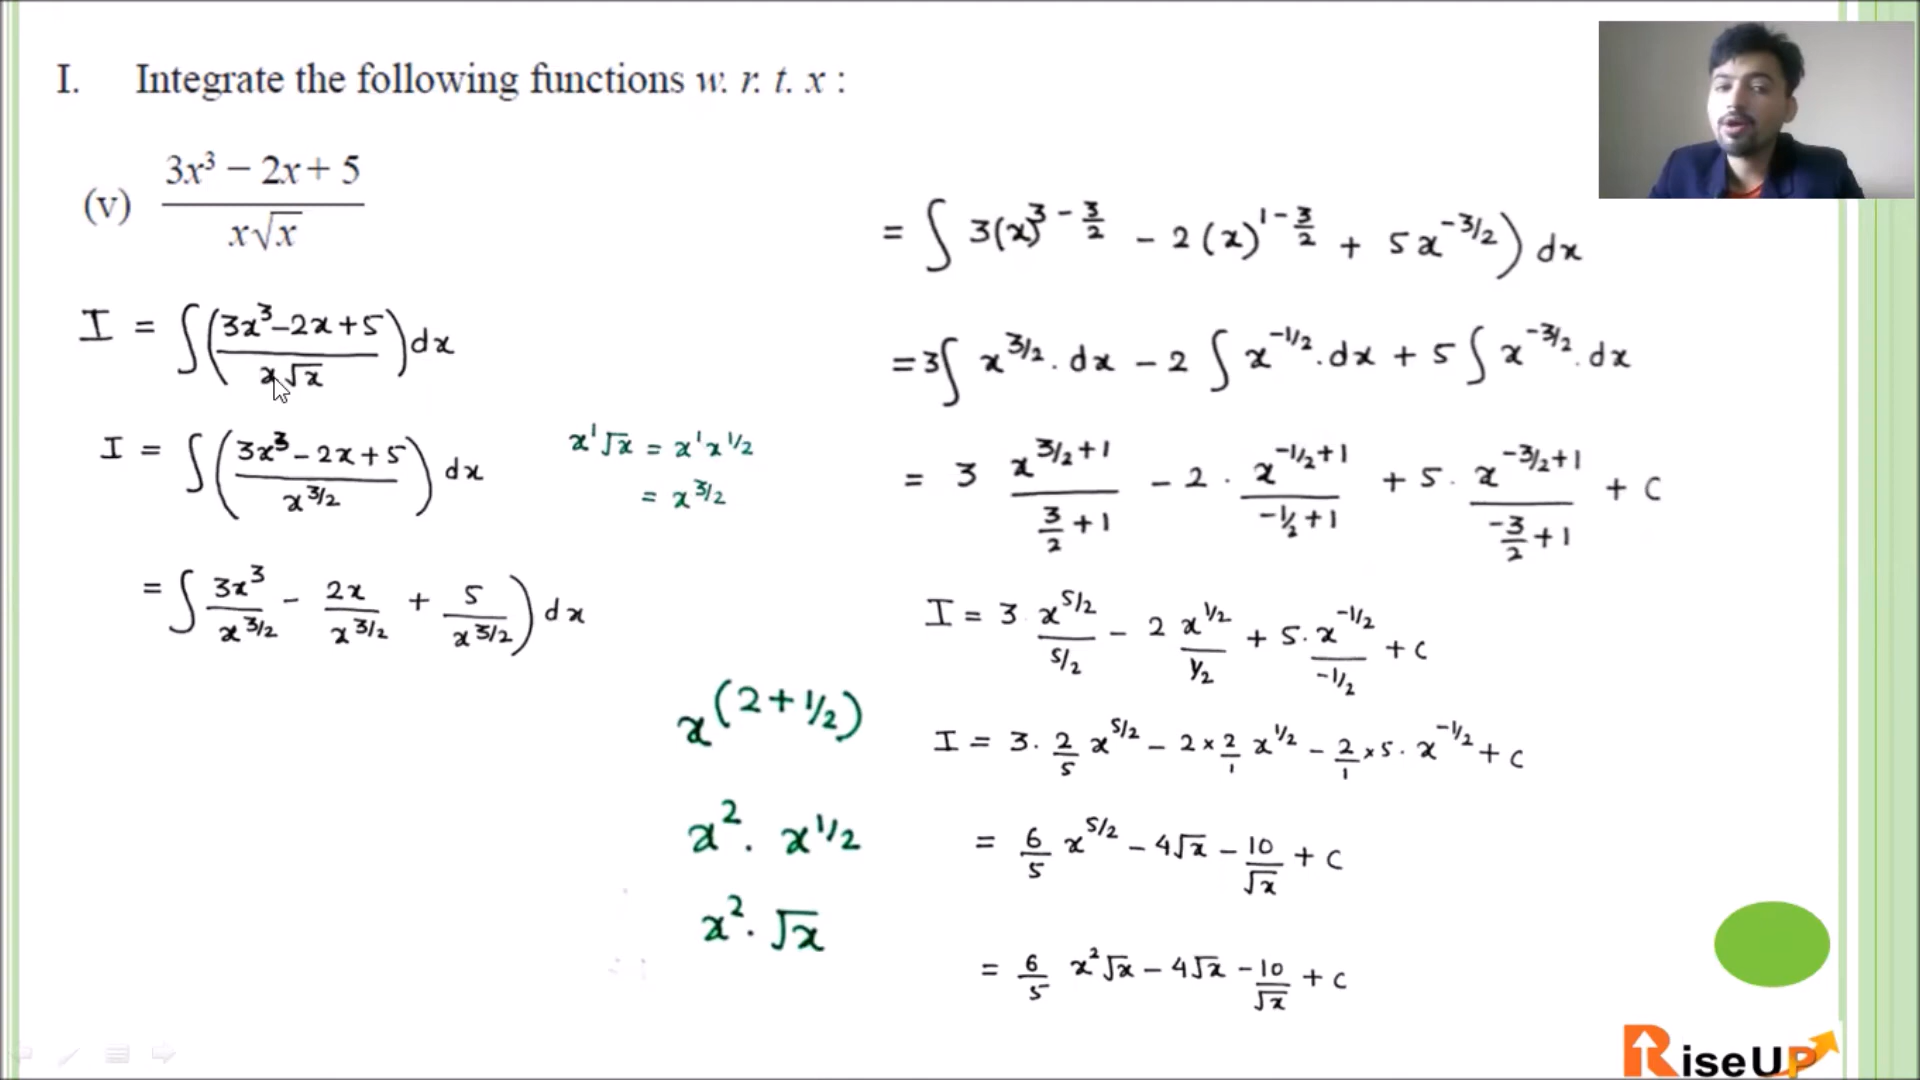 I. Integrate the following functions w. r. t. x :
(v) (3x³ − 2x + 5) / (x√x)
I = ∫((3x³−2x+5) / (x√x)) dx
I = ∫((3x³−2x+5) / x^(3/2)) dx
x¹√x = x¹x^(1/2)
= x^(3/2)
= ∫ 3x³/x^(3/2) − 2x/x^(3/2) + 5/x^(3/2) ) dx
x^(2+1/2)
x² · x^(1/2)
x² · √x
= ∫ 3(x)^(3−3/2) − 2(x)^(1−3/2) + 5x^(−3/2) ) dx
= 3∫ x^(3/2) . dx − 2 ∫ x^(−1/2) . dx + 5 ∫ x^(−3/2) . dx
= 3 x^(3/2+1) / (3/2+1) − 2 · x^(−1/2+1) / (−1/2+1) + 5 · x^(−3/2+1) / (−3/2+1) + c
I = 3 · x^(5/2) / (5/2) − 2 x^(1/2) / (1/2) + 5 · x^(−1/2) / (−1/2) + c
I = 3 · 2/5 x^(5/2) − 2 × 2/1 x^(1/2) − 2/1 × 5 · x^(−1/2) + c
= 6/5 x^(5/2) − 4√x − 10/√x + c
= 6/5 x²√x − 4√x − 10/√x + c
RiseUP